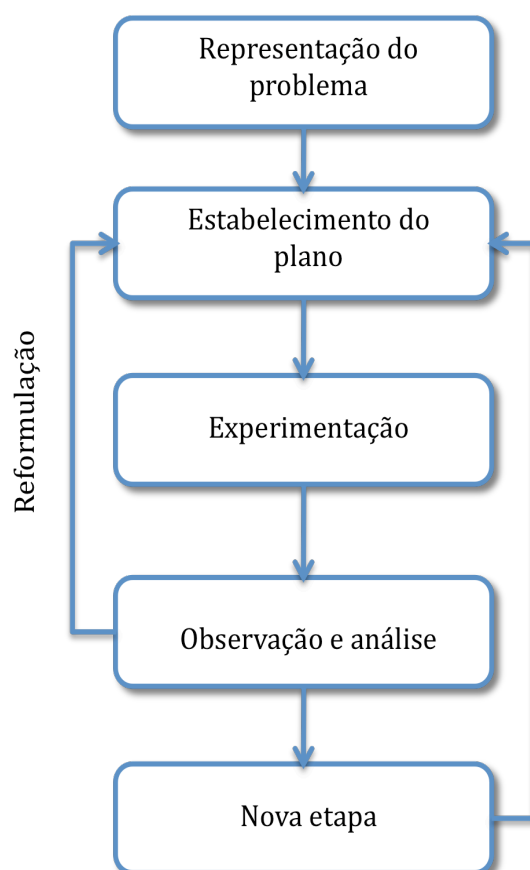 Representação do
problema
Estabelecimento do
plano
Reformulação
Experimentação
Observação e análise
Nova etapa